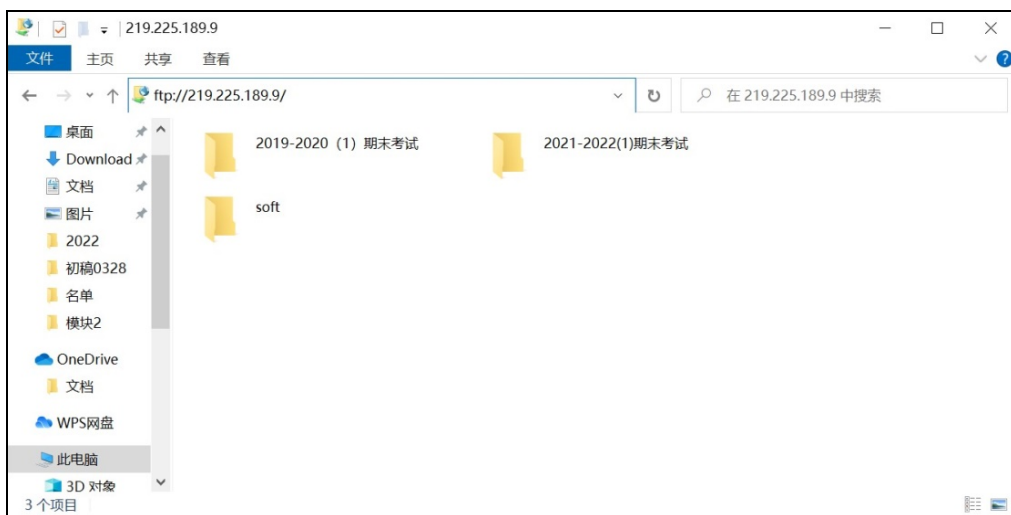 219.225.189.9
文件 主页 共享 查看
ftp://219.225.189.9/ 在 219.225.189.9 中搜索
桌面
Download
文档
图片
2022
初稿0328
名单
模块2
OneDrive
文档
WPS网盘
此电脑
3D 对象
2019-2020（1）期末考试 2021-2022(1)期末考试
soft
3 个项目